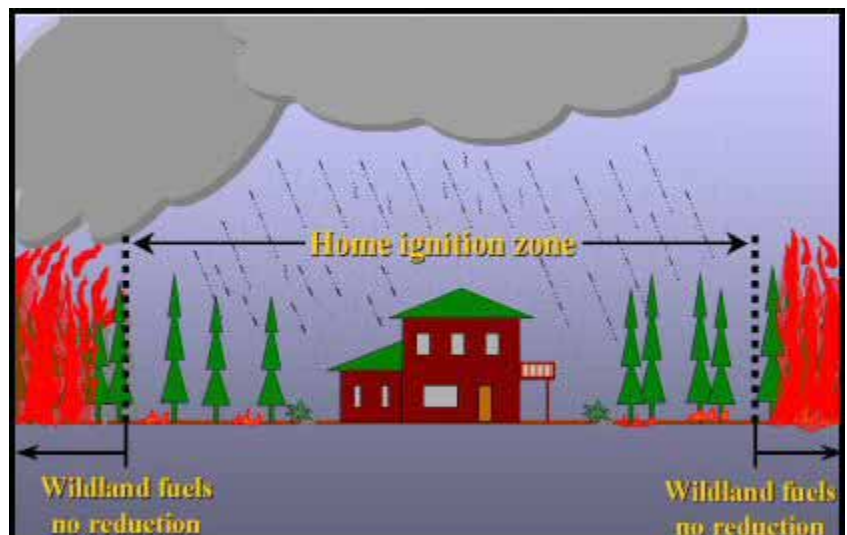 Home ignition zone
Wildland fuels
no reduction
Wildland fuels
no reduction